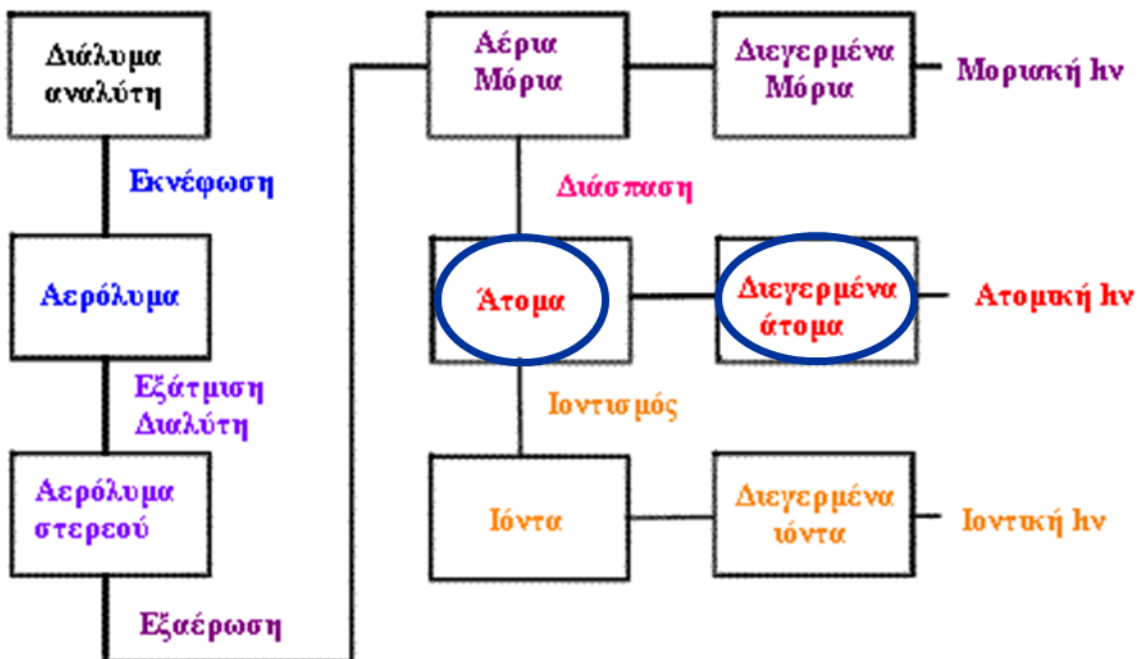 Διάλυμα
αναλύτη
Εκνέφωση
Αερόλυμα
Εξάτμιση
Διαλύτη
Αερόλυμα
στερεού
Εξαέρωση
Αέρια
Μόρια
Διεγερμένα
Μόρια
Μοριακή hν
Διάσπαση
Άτομα
Διεγερμένα
άτομα
Ατομική hν
Ιοντισμός
Ιόντα
Διεγερμένα
ιόντα
Ιοντική hν